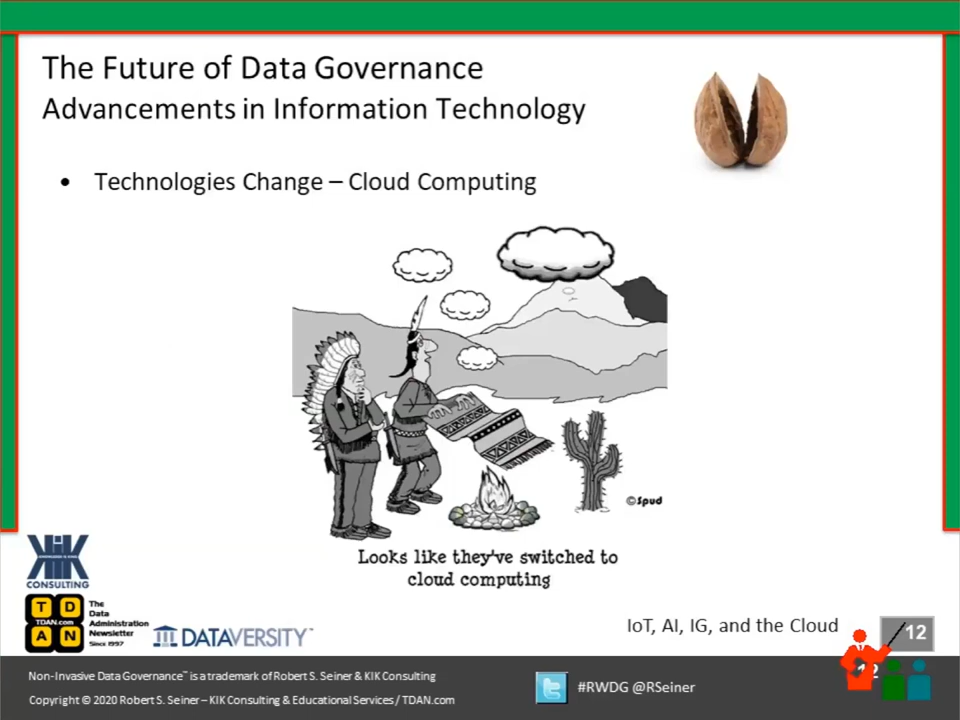 The Future of Data Governance
Advancements in Information Technology
• Technologies Change – Cloud Computing
©Spud
Looks like they've switched to
cloud computing
KIK
CONSULTING
T D
TDAN.com
A N
The
Data
Administration
Newsletter
Since 1997
DATAVERSITY™
IoT, AI, IG, and the Cloud
12
12
Non-Invasive Data Governance™ is a trademark of Robert S. Seiner & KIK Consulting
Copyright © 2020 Robert S. Seiner – KIK Consulting & Educational Services / TDAN.com
#RWDG @RSeiner